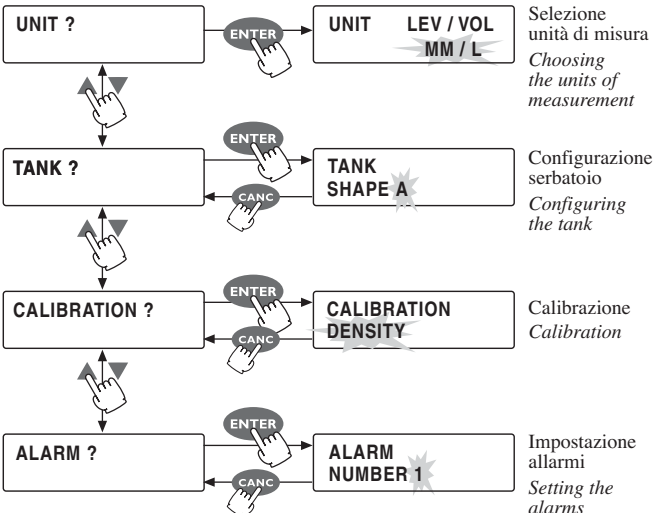 UNIT ?
ENTER
UNIT LEV / VOL
MM / L
Selezione
unità di misura
Choosing
the units of
measurement
TANK ?
ENTER
CANC
TANK
SHAPE A
Configurazione
serbatoio
Configuring
the tank
CALIBRATION ?
ENTER
CANC
CALIBRATION
DENSITY
Calibrazione
Calibration
ALARM ?
ENTER
CANC
ALARM
NUMBER 1
Impostazione
allarmi
Setting the
alarms